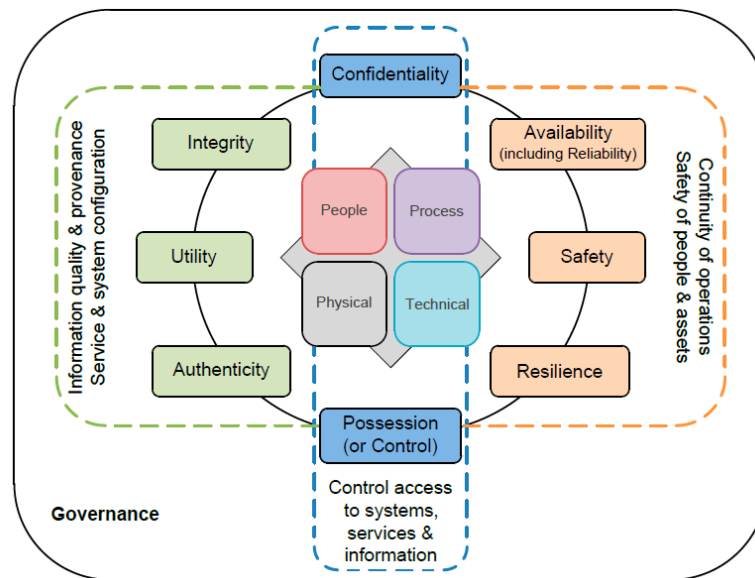 Confidentiality
Integrity
Availability
(including Reliability)
Information quality & provenance
Service & system configuration
People
Process
Continuity of operations
Safety of people & assets
Utility
Safety
Physical
Technical
Authenticity
Resilience
Possession
(or Control)
Control access
to systems,
services &
information
Governance